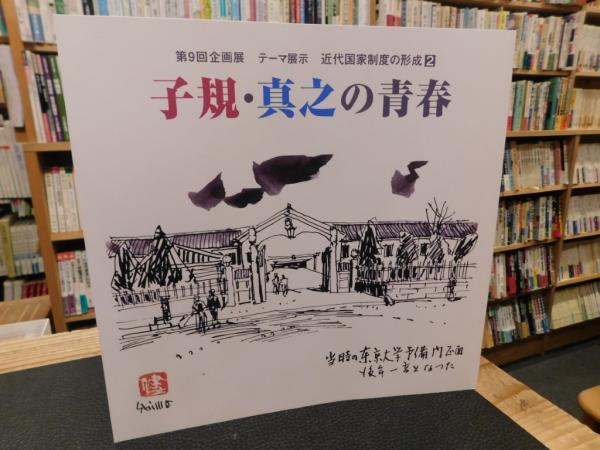 第9回企画展 テーマ展示 近代国家制度の形成2
子規・真之の青春
当時の東京大学予備門正面
後年一高となった